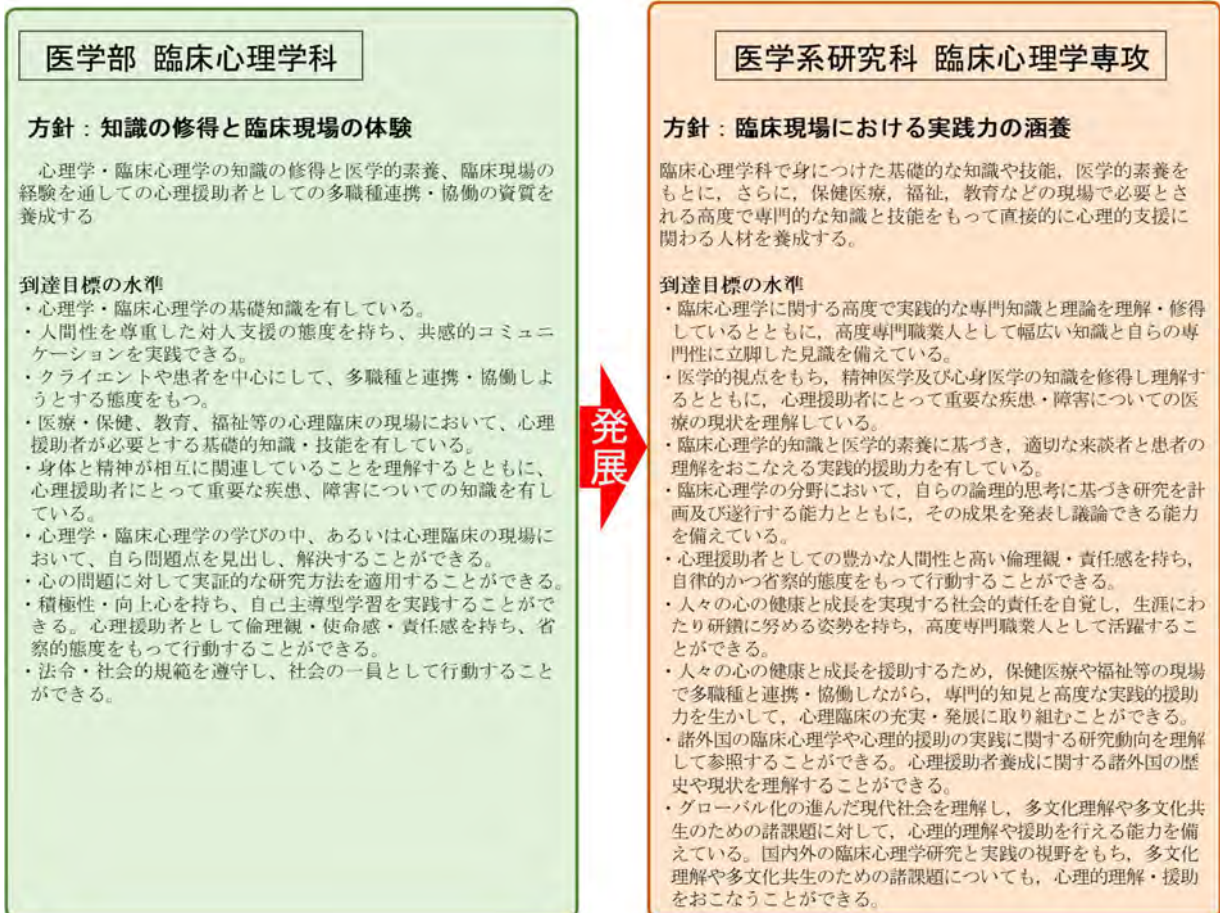 医学部 臨床心理学科
方針：知識の修得と臨床現場の体験
心理学・臨床心理学の知識の修得と医学的素養、臨床現場の
経験を通しての心理援助者としての多職種連携・協働の資質を
養成する
到達目標の水準
・心理学・臨床心理学の基礎知識を有している。
・人間性を尊重した対人支援の態度を持ち、共感的コミュニ
ケーションを実践できる。
・クライエントや患者を中心にして、多職種と連携・協働しよ
うとする態度をもつ。
・医療・保健、教育、福祉等の心理臨床の現場において、心理
援助者が必要とする基礎的知識・技能を有している。
・身体と精神が相互に関連していることを理解するとともに、
心理援助者にとって重要な疾患、障害についての知識を有し
ている。
・心理学・臨床心理学の学びの中、あるいは心理臨床の現場に
おいて、自ら問題点を見出し、解決することができる。
・心の問題に対して実証的な研究方法を適用することができる。
・積極性・向上心を持ち、自己主導型学習を実践することがで
きる。心理援助者として倫理観・使命感・責任感を持ち、省
察的態度をもって行動することができる。
・法令・社会的規範を遵守し、社会の一員として行動すること
ができる。
発
展
医学系研究科 臨床心理学専攻
方針：臨床現場における実践力の涵養
臨床心理学科で身につけた基礎的な知識や技能，医学的素養を
もとに，さらに，保健医療，福祉，教育などの現場で必要とさ
れる高度で専門的な知識と技能をもって直接的に心理的支援に
関わる人材を養成する。
到達目標の水準
・臨床心理学に関する高度で実践的な専門知識と理論を理解・修得
しているとともに，高度専門職業人として幅広い知識と自らの専
門性に立脚した見識を備えている。
・医学的視点をもち，精神医学及び心身医学の知識を修得し理解す
るとともに，心理援助者にとって重要な疾患・障害についての医
療の現状を理解している。
・臨床心理学的知識と医学的素養に基づき，適切な来談者と患者の
理解をおこなえる実践的援助力を有している。
・臨床心理学の分野において，自らの論理的思考に基づき研究を計
画及び遂行する能力とともに，その成果を発表し議論できる能力
を備えている。
・心理援助者としての豊かな人間性と高い倫理観・責任感を持ち，
自律的かつ省察的態度をもって行動することができる。
・人々の心の健康と成長を実現する社会的責任を自覚し，生涯にわ
たり研鑽に努める姿勢を持ち，高度専門職業人として活躍するこ
とができる。
・人々の心の健康と成長を援助するため，保健医療や福祉等の現場
で多職種と連携・協働しながら，専門的知見と高度な実践的援助
力を生かして，心理臨床の充実・発展に取り組むことができる。
・諸外国の臨床心理学や心理的援助の実践に関する研究動向を理解
して参照することができる。心理援助者養成に関する諸外国の歴
史や現状を理解することができる。
・グローバル化の進んだ現代社会を理解し，多文化理解や多文化共
生のための諸課題に対して，心理的理解や援助を行える能力を備
えている。国内外の臨床心理学研究と実践の視野をもち，多文化
理解や多文化共生のための諸課題についても，心理的理解・援助
をおこなうことができる。